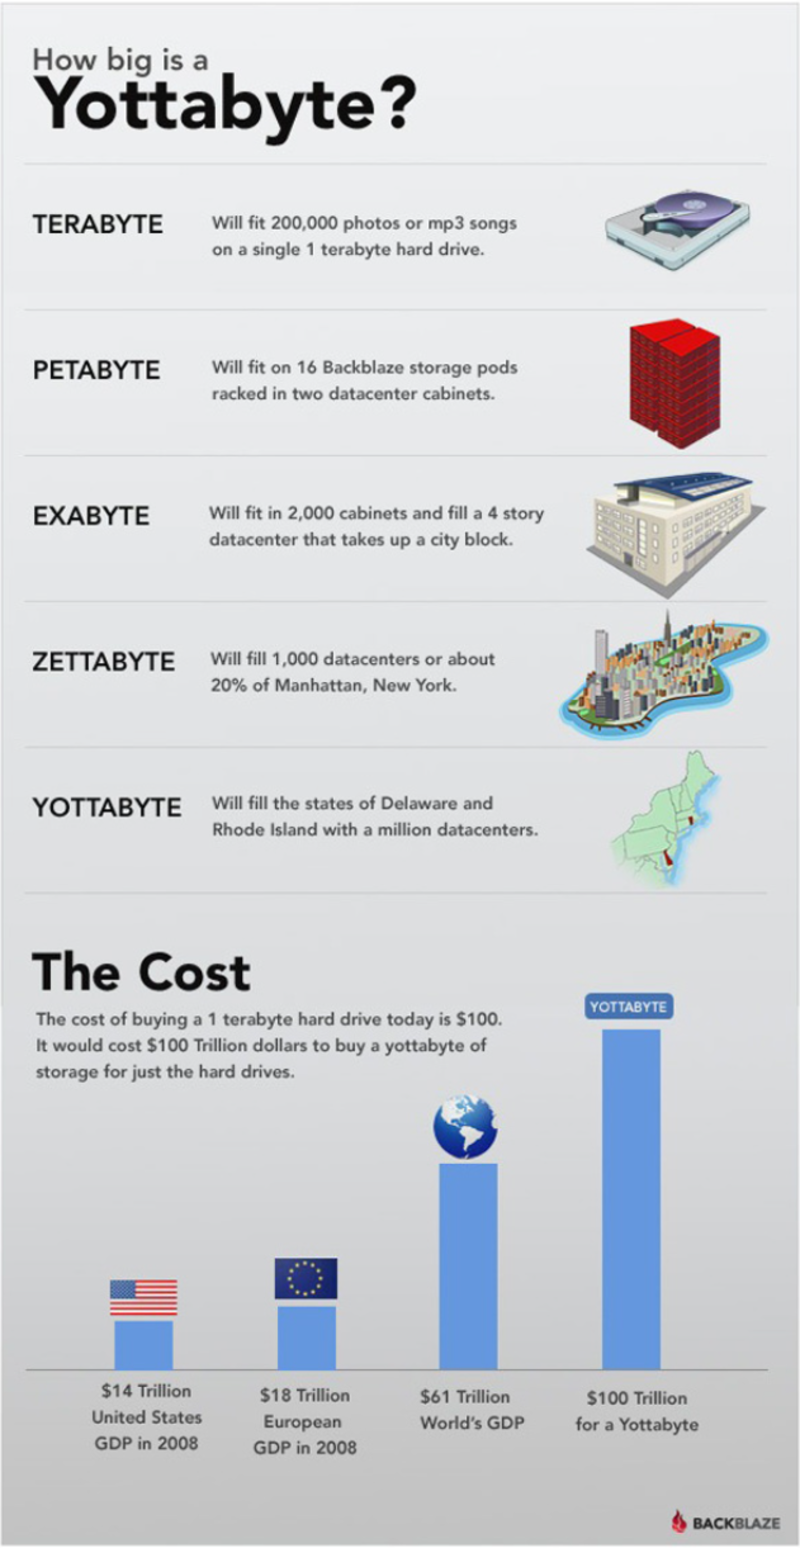 How big is a
Yottabyte?
TERABYTE
Will fit 200,000 photos or mp3 songs
on a single 1 terabyte hard drive.
PETABYTE
Will fit on 16 Backblaze storage pods
racked in two datacenter cabinets.
EXABYTE
Will fit in 2,000 cabinets and fill a 4 story
datacenter that takes up a city block.
ZETTABYTE
Will fill 1,000 datacenters or about
20% of Manhattan, New York.
YOTTABYTE
Will fill the states of Delaware and
Rhode Island with a million datacenters.
The Cost
The cost of buying a 1 terabyte hard drive today is $100.
It would cost $100 Trillion dollars to buy a yottabyte of
storage for just the hard drives.
YOTTABYTE
$14 Trillion
United States
GDP in 2008
$18 Trillion
European
GDP in 2008
$61 Trillion
World's GDP
$100 Trillion
for a Yottabyte
BACKBLAZE